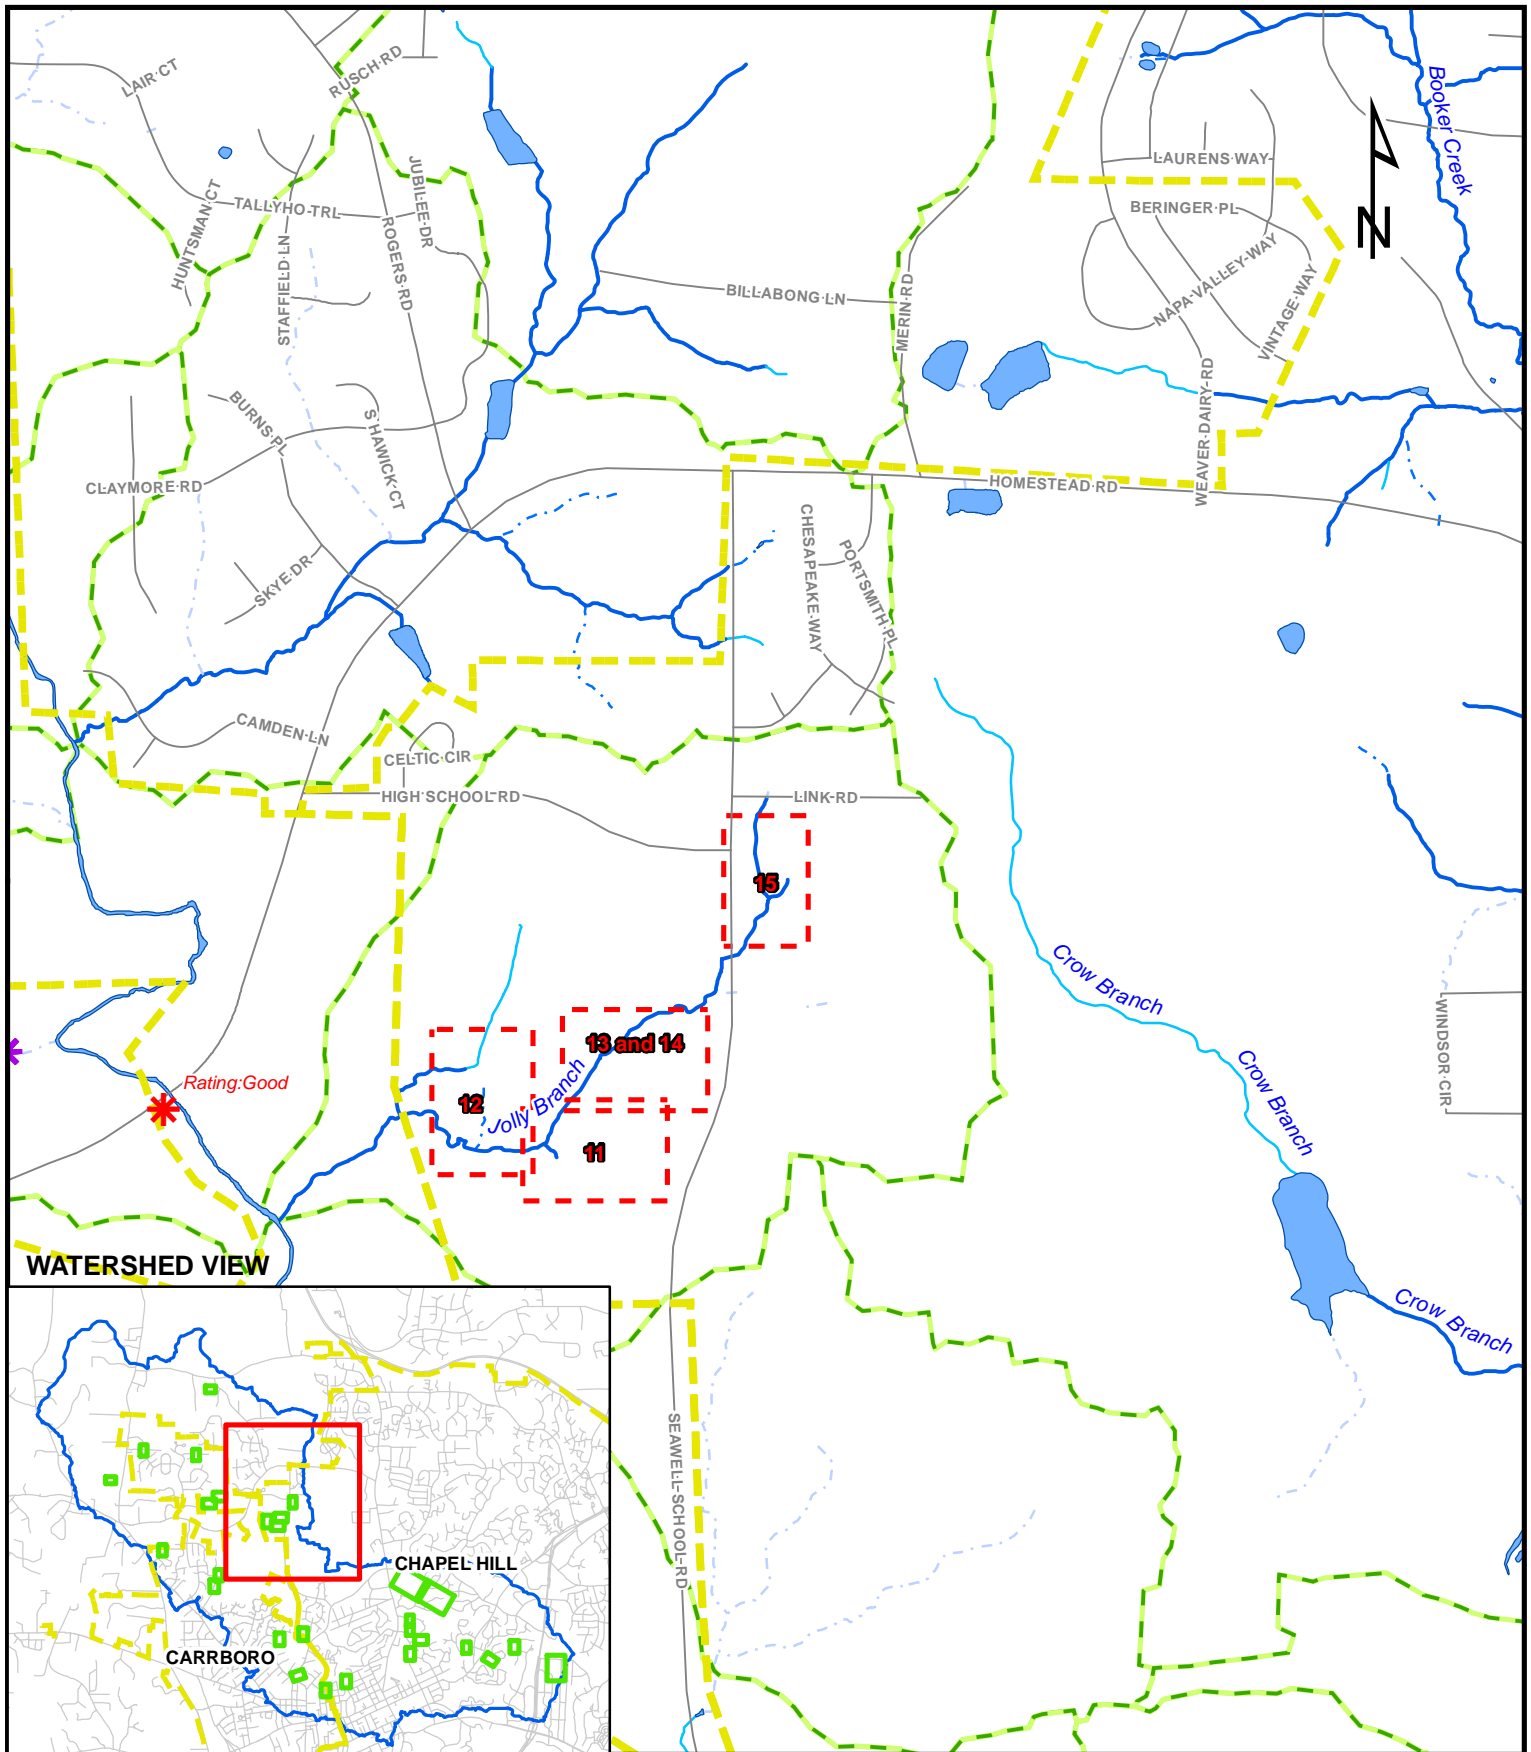 LAIR CT
RUSCH RD
Booker Creek
HUNTSMAN CT
TALLYHO TRL
JUBILEE DR
STAFFIELD LN
ROGERS RD
LAURENS WAY
BERINGER PL
NAPA VALLEY WAY
VINTAGE WAY
N
BILLABONG LN
MERIN RD
BURNS PL
S HAWICK CT
WEAVER DAIRY RD
CLAYMORE RD
HOMESTEAD RD
SKYE DR
CHESAPEAKE WAY
PORTSMITH PL
CAMDEN LN
CELTIC CIR
HIGH SCHOOL RD
LINK RD
15
Crow Branch
WINDSOR CIR
13 and 14
Rating:Good
12
Jolly Branch
11
Crow Branch
WATERSHED VIEW
Crow Branch
SEAWELL SCHOOL RD
CHAPEL HILL
CARRBORO